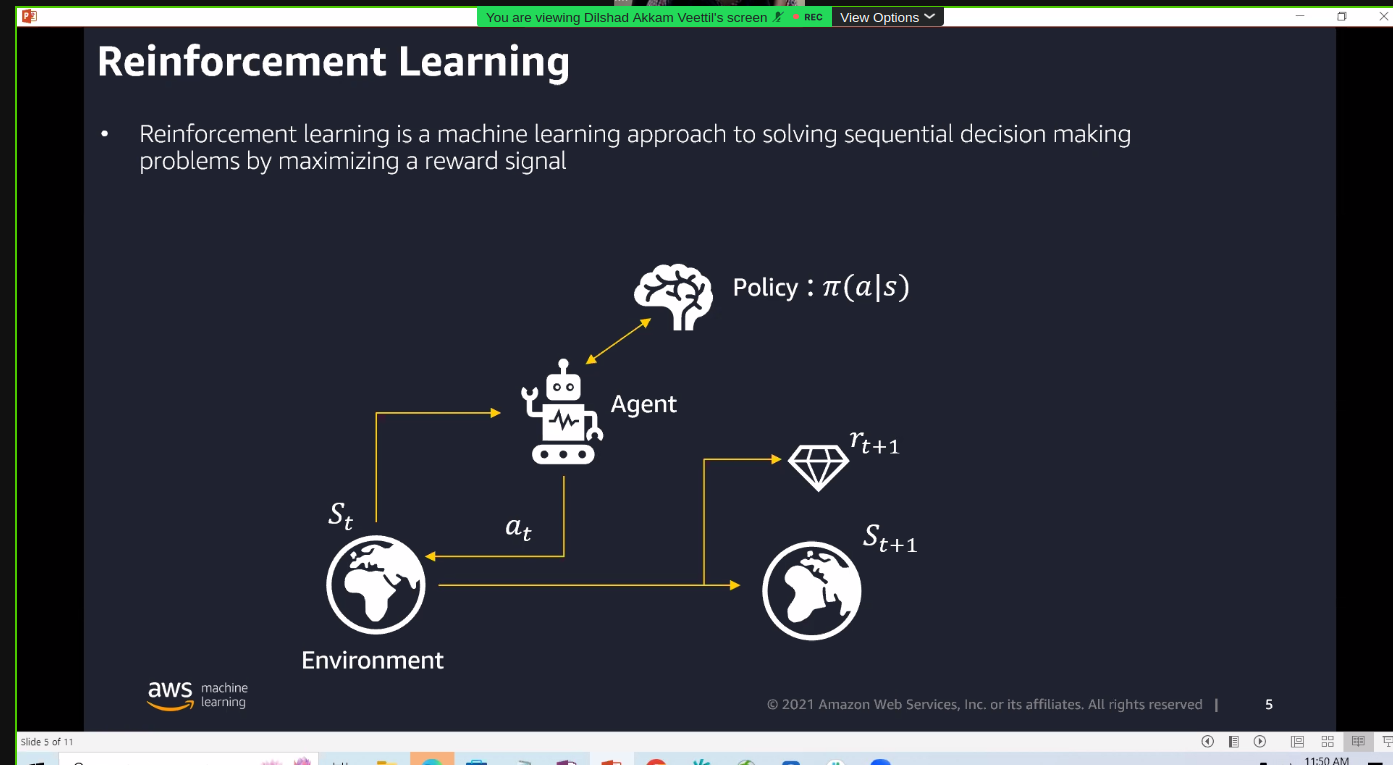 You are viewing Dilshad Akkam Veettil's screen
REC
View Options
Reinforcement Learning
• Reinforcement learning is a machine learning approach to solving sequential decision making
problems by maximizing a reward signal
Policy : π(a|s)
Agent
r_{t+1}
S_t
a_t
S_{t+1}
Environment
aws machine
learning
© 2021 Amazon Web Services, Inc. or its affiliates. All rights reserved |
5
Slide 5 of 11
11:50 AM